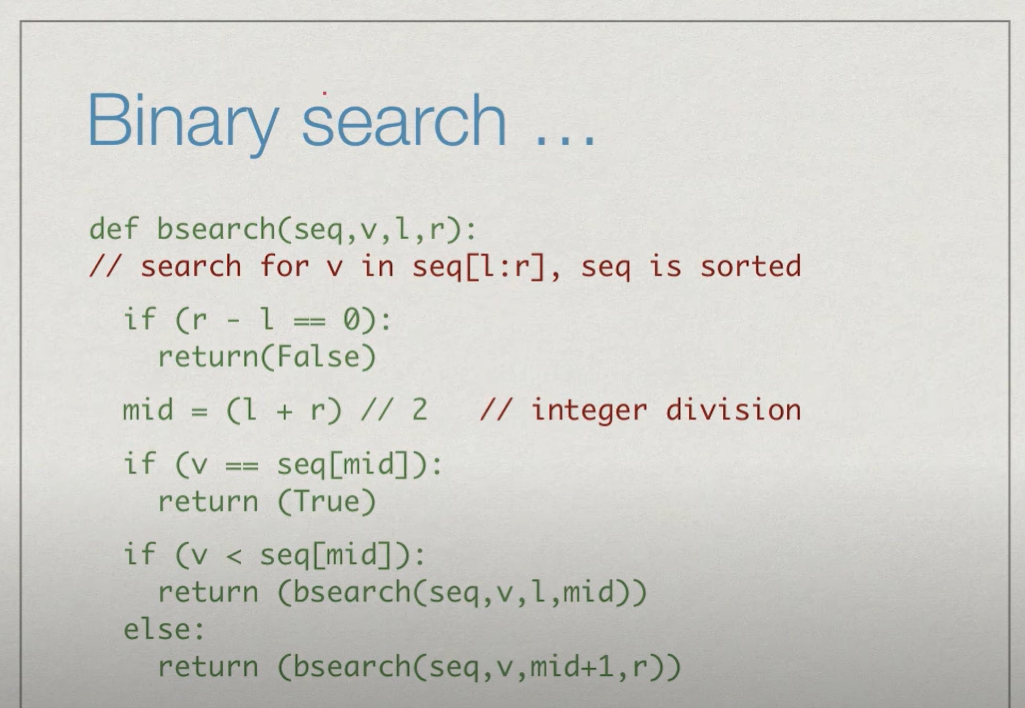 Binary search …
def bsearch(seq,v,l,r):
// search for v in seq[l:r], seq is sorted
if (r - l == 0):
return(False)
mid = (l + r) // 2 // integer division
if (v == seq[mid]):
return (True)
if (v < seq[mid]):
return (bsearch(seq,v,l,mid))
else:
return (bsearch(seq,v,mid+1,r))